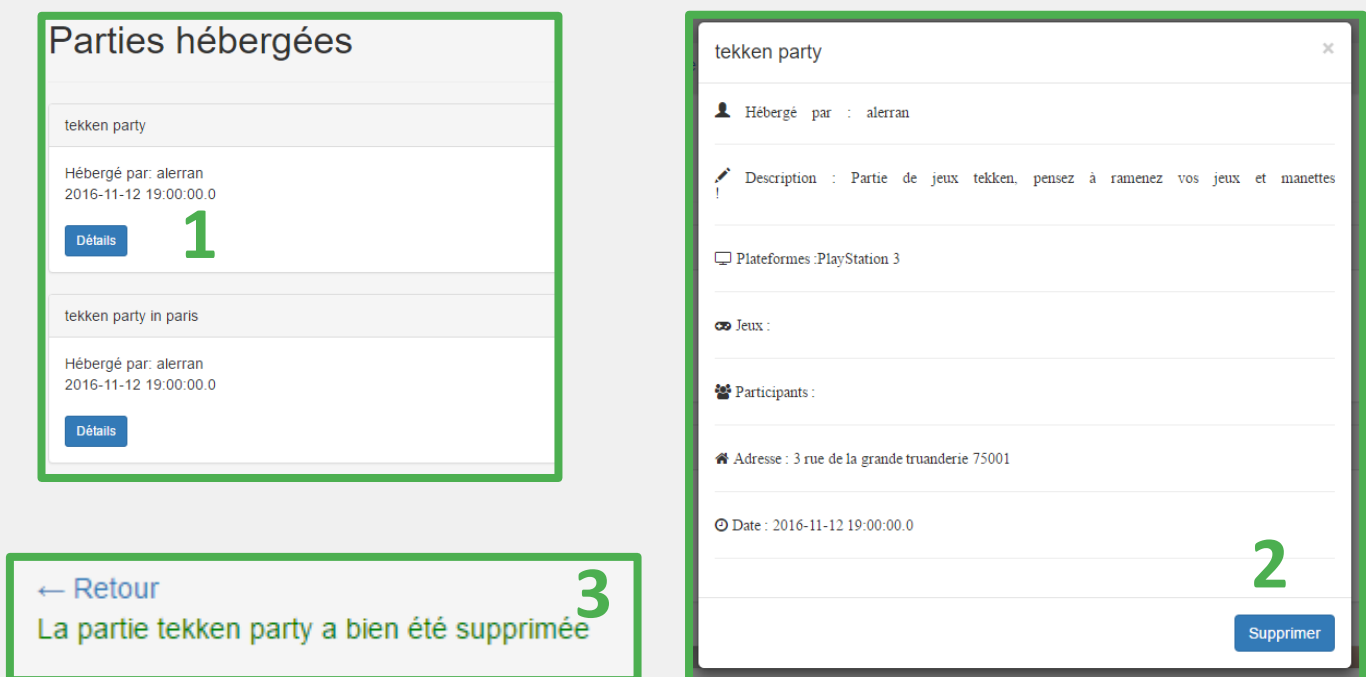 Parties hébergées
tekken party
Hébergé par: alerran
2016-11-12 19:00:00.0
1
Détails
tekken party in paris
Hébergé par: alerran
2016-11-12 19:00:00.0
Détails
tekken party ×
Hébergé par : alerran
Description : Partie de jeux tekken, pensez à ramenez vos jeux et manettes
!
Plateformes :PlayStation 3
Jeux :
Participants :
Adresse : 3 rue de la grande truanderie 75001
Date : 2016-11-12 19:00:00.0
2
Supprimer
← Retour
3
La partie tekken party a bien été supprimée